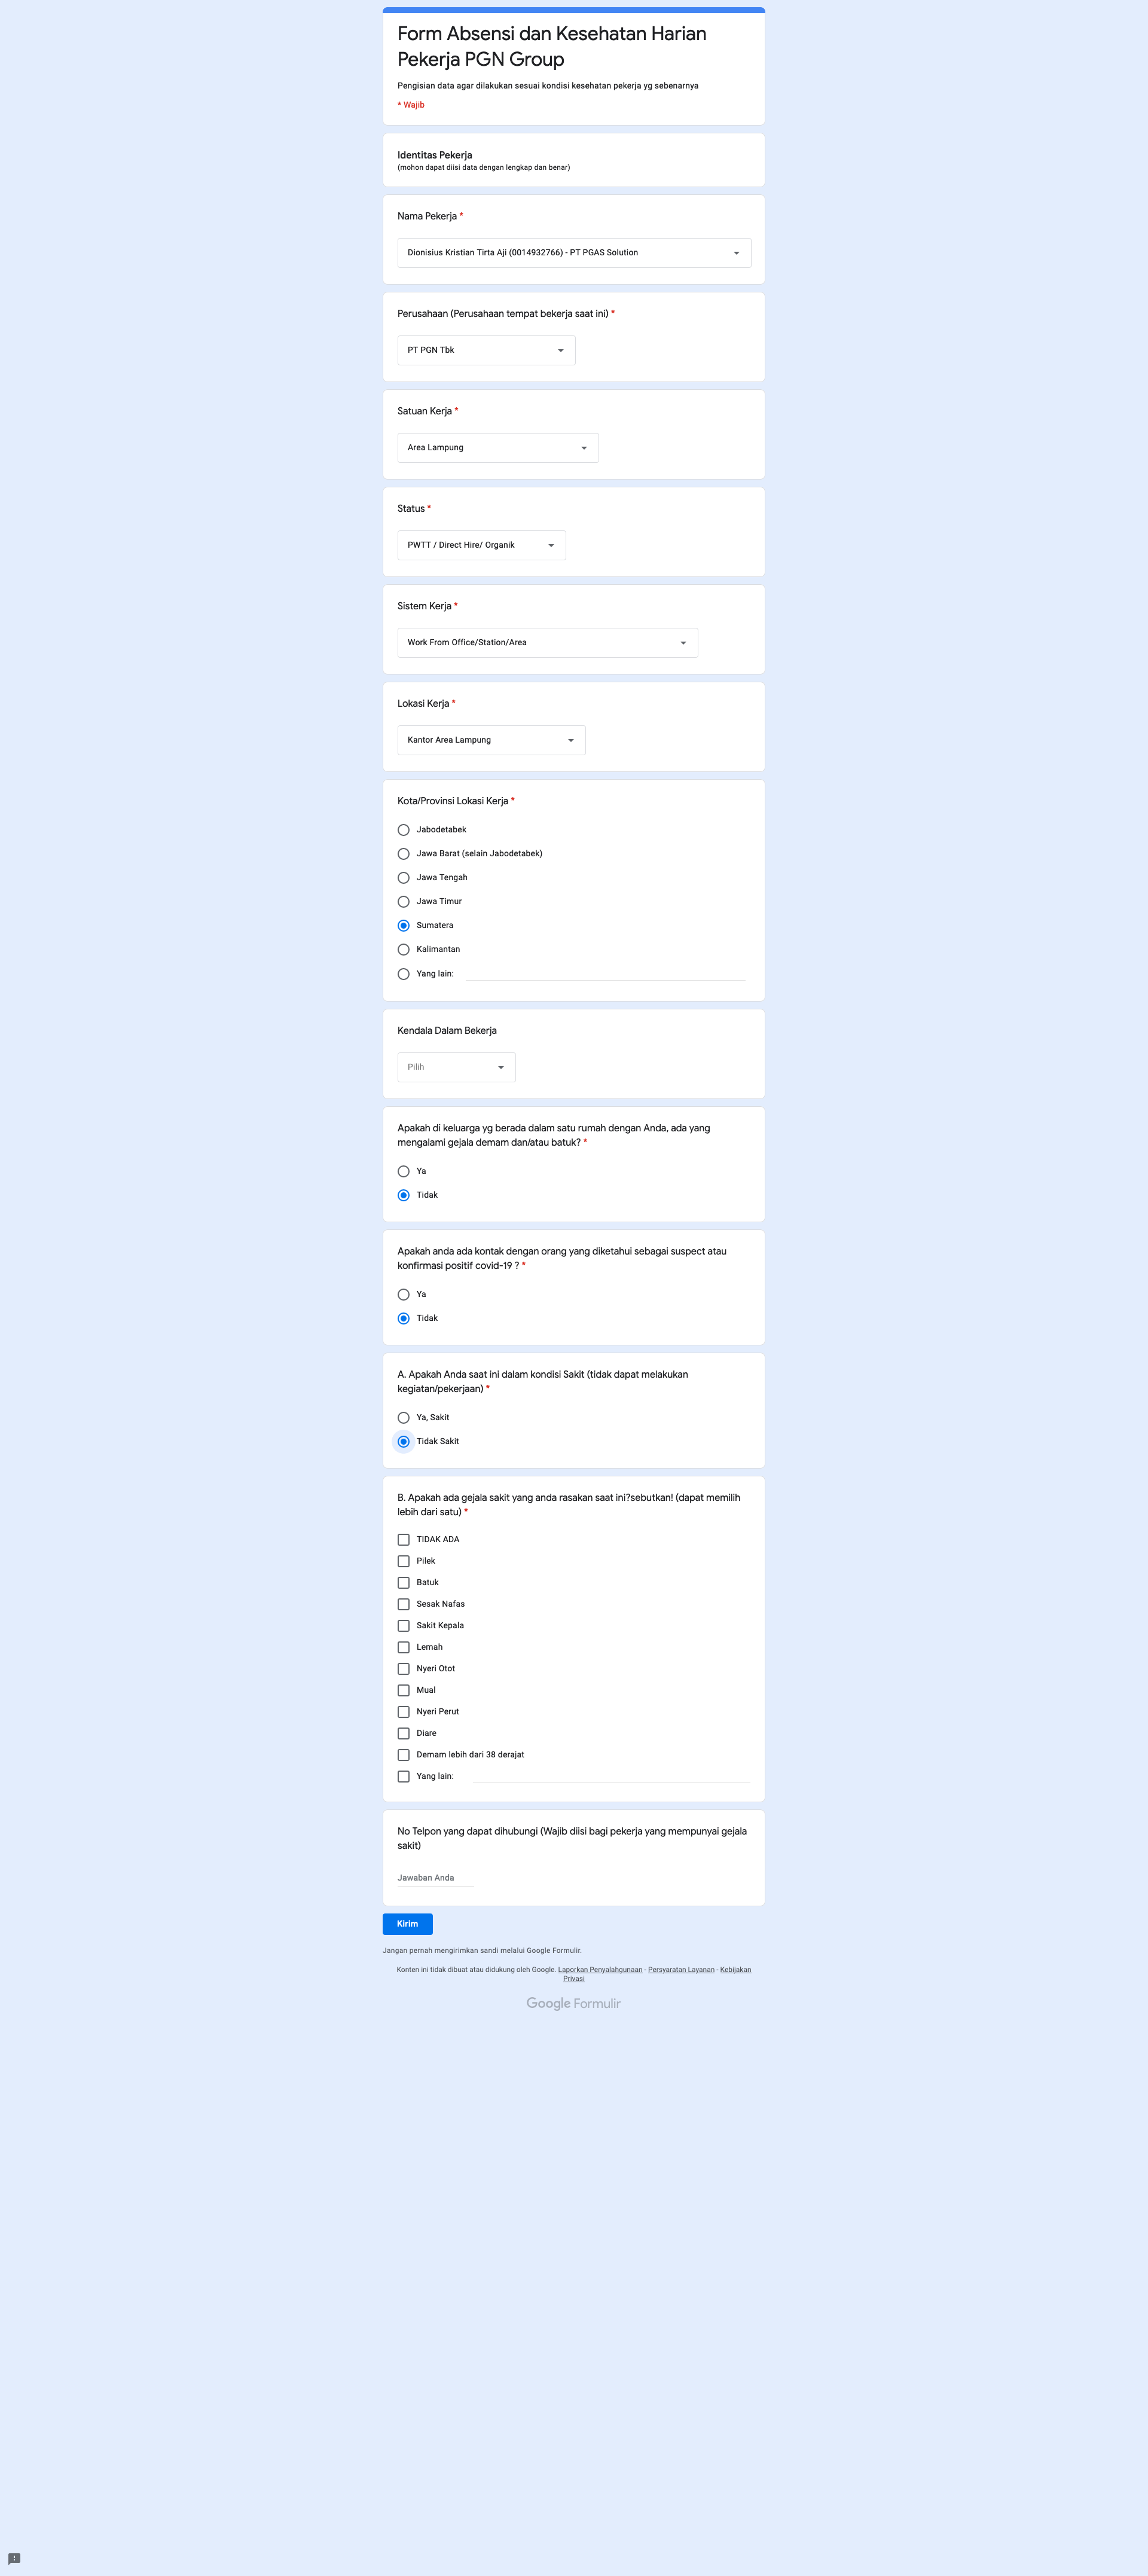 Form Absensi dan Kesehatan Harian
Pekerja PGN Group
Pengisian data agar dilakukan sesuai kondisi kesehatan pekerja yg sebenarnya
* Wajib
Identitas Pekerja
(mohon dapat diisi data dengan lengkap dan benar)
Nama Pekerja *
Dionisius Kristian Tirta Aji (0014932766) - PT PGAS Solution
Perusahaan (Perusahaan tempat bekerja saat ini) *
PT PGN Tbk
Satuan Kerja *
Area Lampung
Status *
PWTT / Direct Hire/ Organik
Sistem Kerja *
Work From Office/Station/Area
Lokasi Kerja *
Kantor Area Lampung
Kota/Provinsi Lokasi Kerja *
Jabodetabek
Jawa Barat (selain Jabodetabek)
Jawa Tengah
Jawa Timur
Sumatera
Kalimantan
Yang lain:
Kendala Dalam Bekerja
Pilih
Apakah di keluarga yg berada dalam satu rumah dengan Anda, ada yang
mengalami gejala demam dan/atau batuk? *
Ya
Tidak
Apakah anda ada kontak dengan orang yang diketahui sebagai suspect atau
konfirmasi positif covid-19 ? *
Ya
Tidak
A. Apakah Anda saat ini dalam kondisi Sakit (tidak dapat melakukan
kegiatan/pekerjaan) *
Ya, Sakit
Tidak Sakit
B. Apakah ada gejala sakit yang anda rasakan saat ini?sebutkan! (dapat memilih
lebih dari satu) *
TIDAK ADA
Pilek
Batuk
Sesak Nafas
Sakit Kepala
Lemah
Nyeri Otot
Mual
Nyeri Perut
Diare
Demam lebih dari 38 derajat
Yang lain:
No Telpon yang dapat dihubungi (Wajib diisi bagi pekerja yang mempunyai gejala
sakit)
Jawaban Anda
Kirim
Jangan pernah mengirimkan sandi melalui Google Formulir.
Konten ini tidak dibuat atau didukung oleh Google. Laporkan Penyalahgunaan - Persyaratan Layanan - Kebijakan
Privasi
Google Formulir